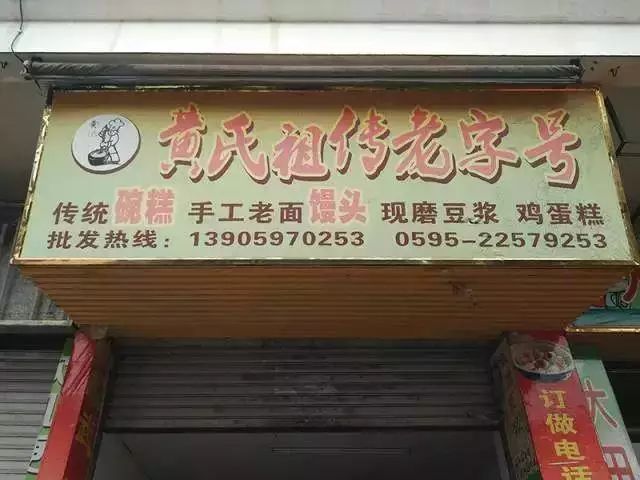 黄氏祖传老字号
传统碗糕 手工老面馒头 现磨豆浆 鸡蛋糕
批发热线：13905970253 0595-22579253
订做电话